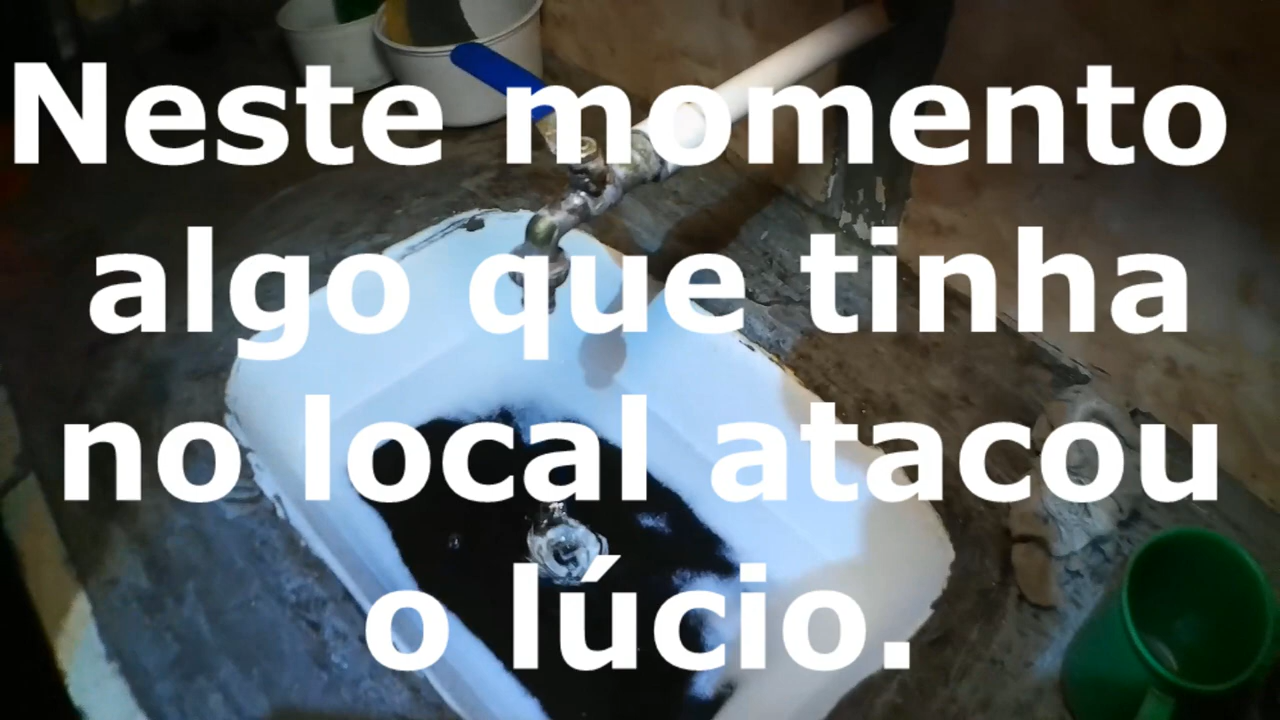 Neste momento
algo que tinha
no local atacou
o lúcio.